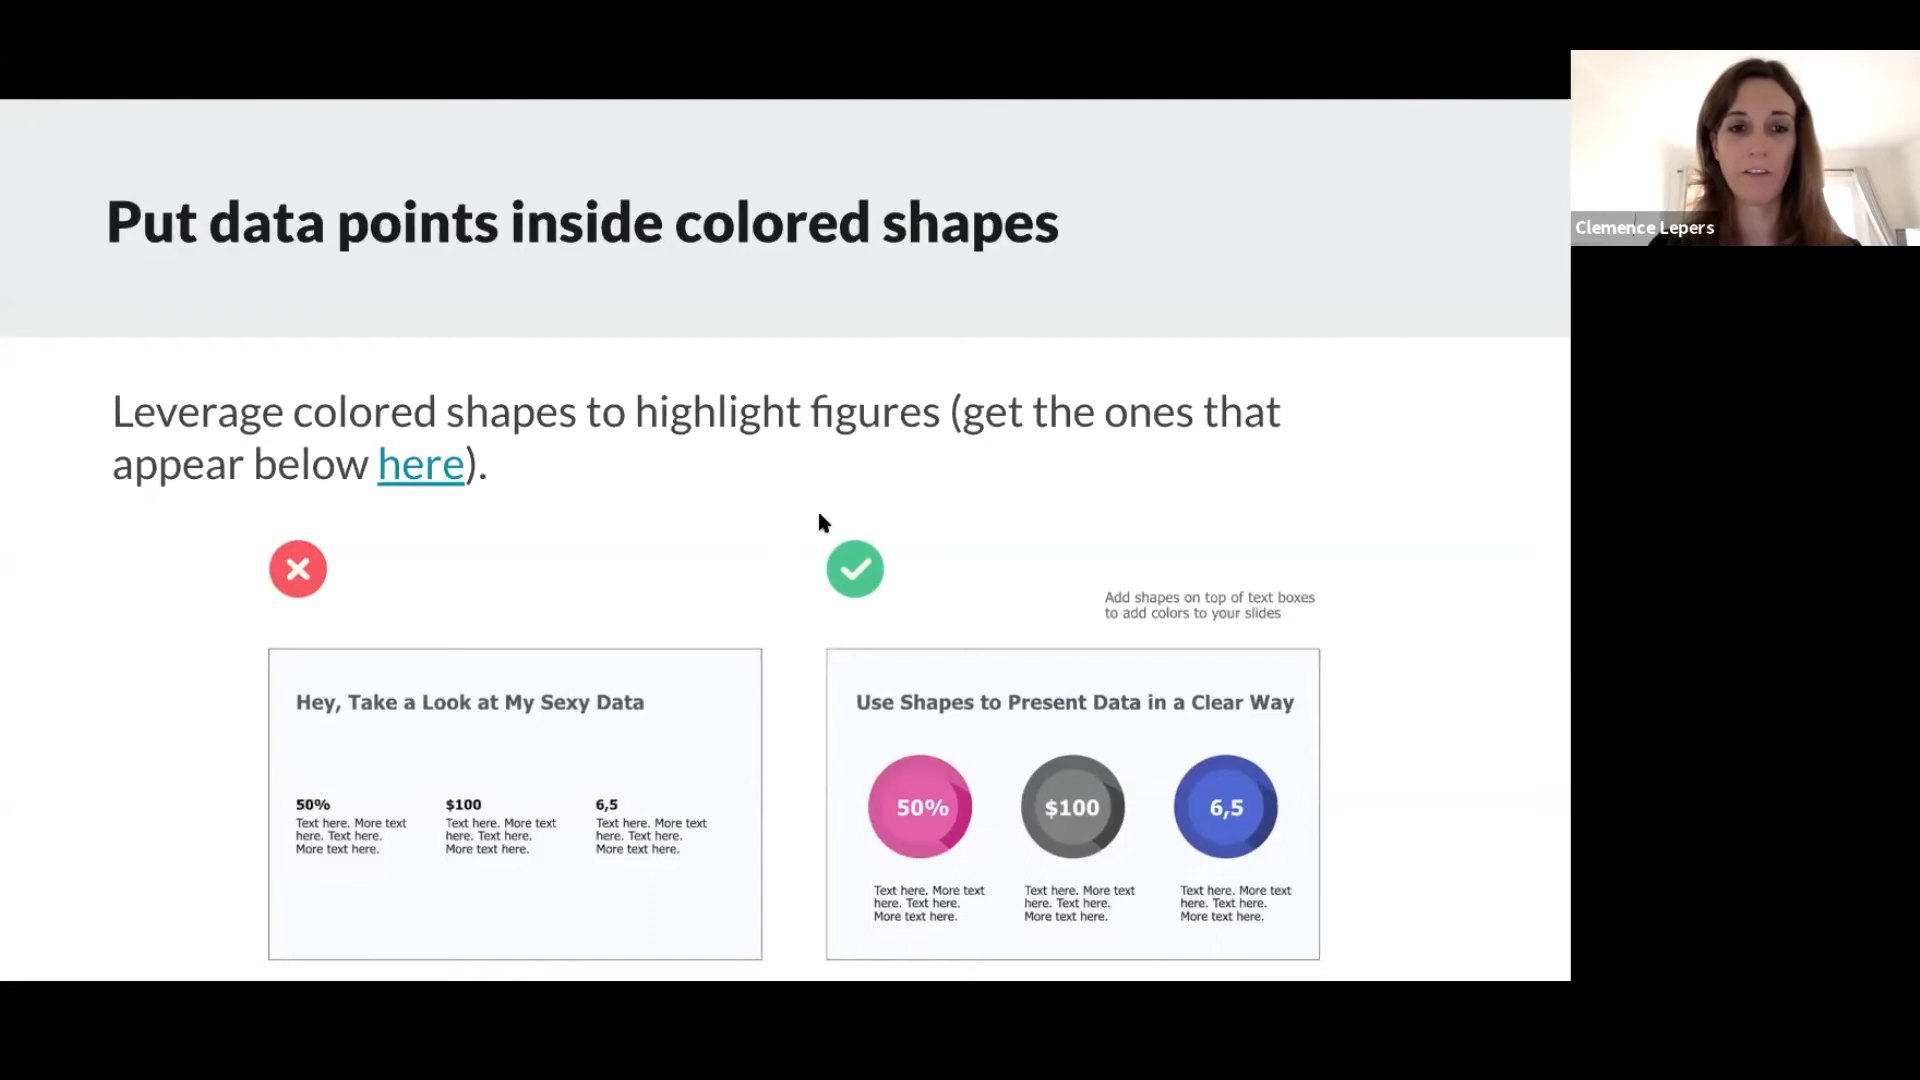 Put data points inside colored shapes
Clemence Lepers
Leverage colored shapes to highlight figures (get the ones that
appear below here).
Add shapes on top of text boxes
to add colors to your slides
Hey, Take a Look at My Sexy Data
50%
Text here. More text
here. Text here.
More text here.
$100
Text here. More text
here. Text here.
More text here.
6,5
Text here. More text
here. Text here.
More text here.
Use Shapes to Present Data in a Clear Way
50%
Text here. More text
here. Text here.
More text here.
$100
Text here. More text
here. Text here.
More text here.
6,5
Text here. More text
here. Text here.
More text here.